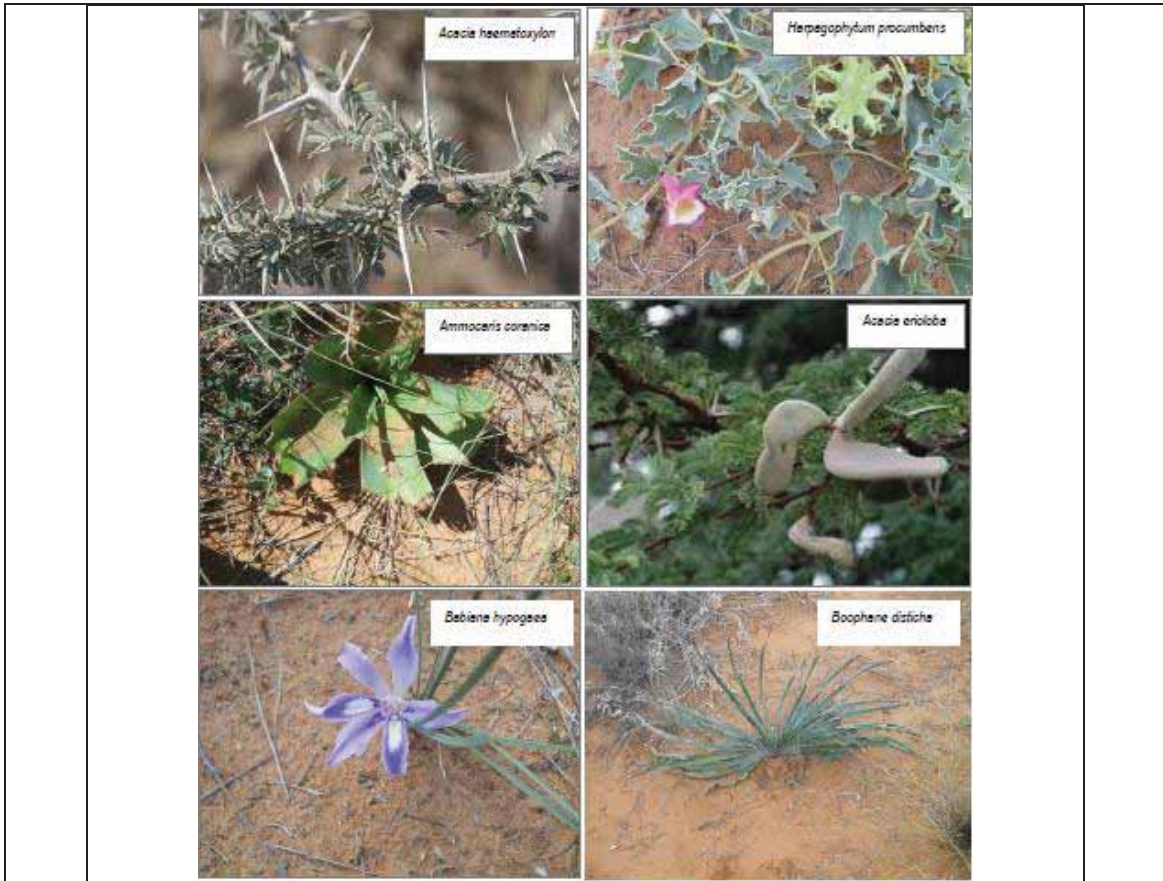 Acacia haematoxylon
Harpagophytum procumbens
Ammocaris coranica
Acacia erioloba
Babiana hypogaea
Boophane disticha